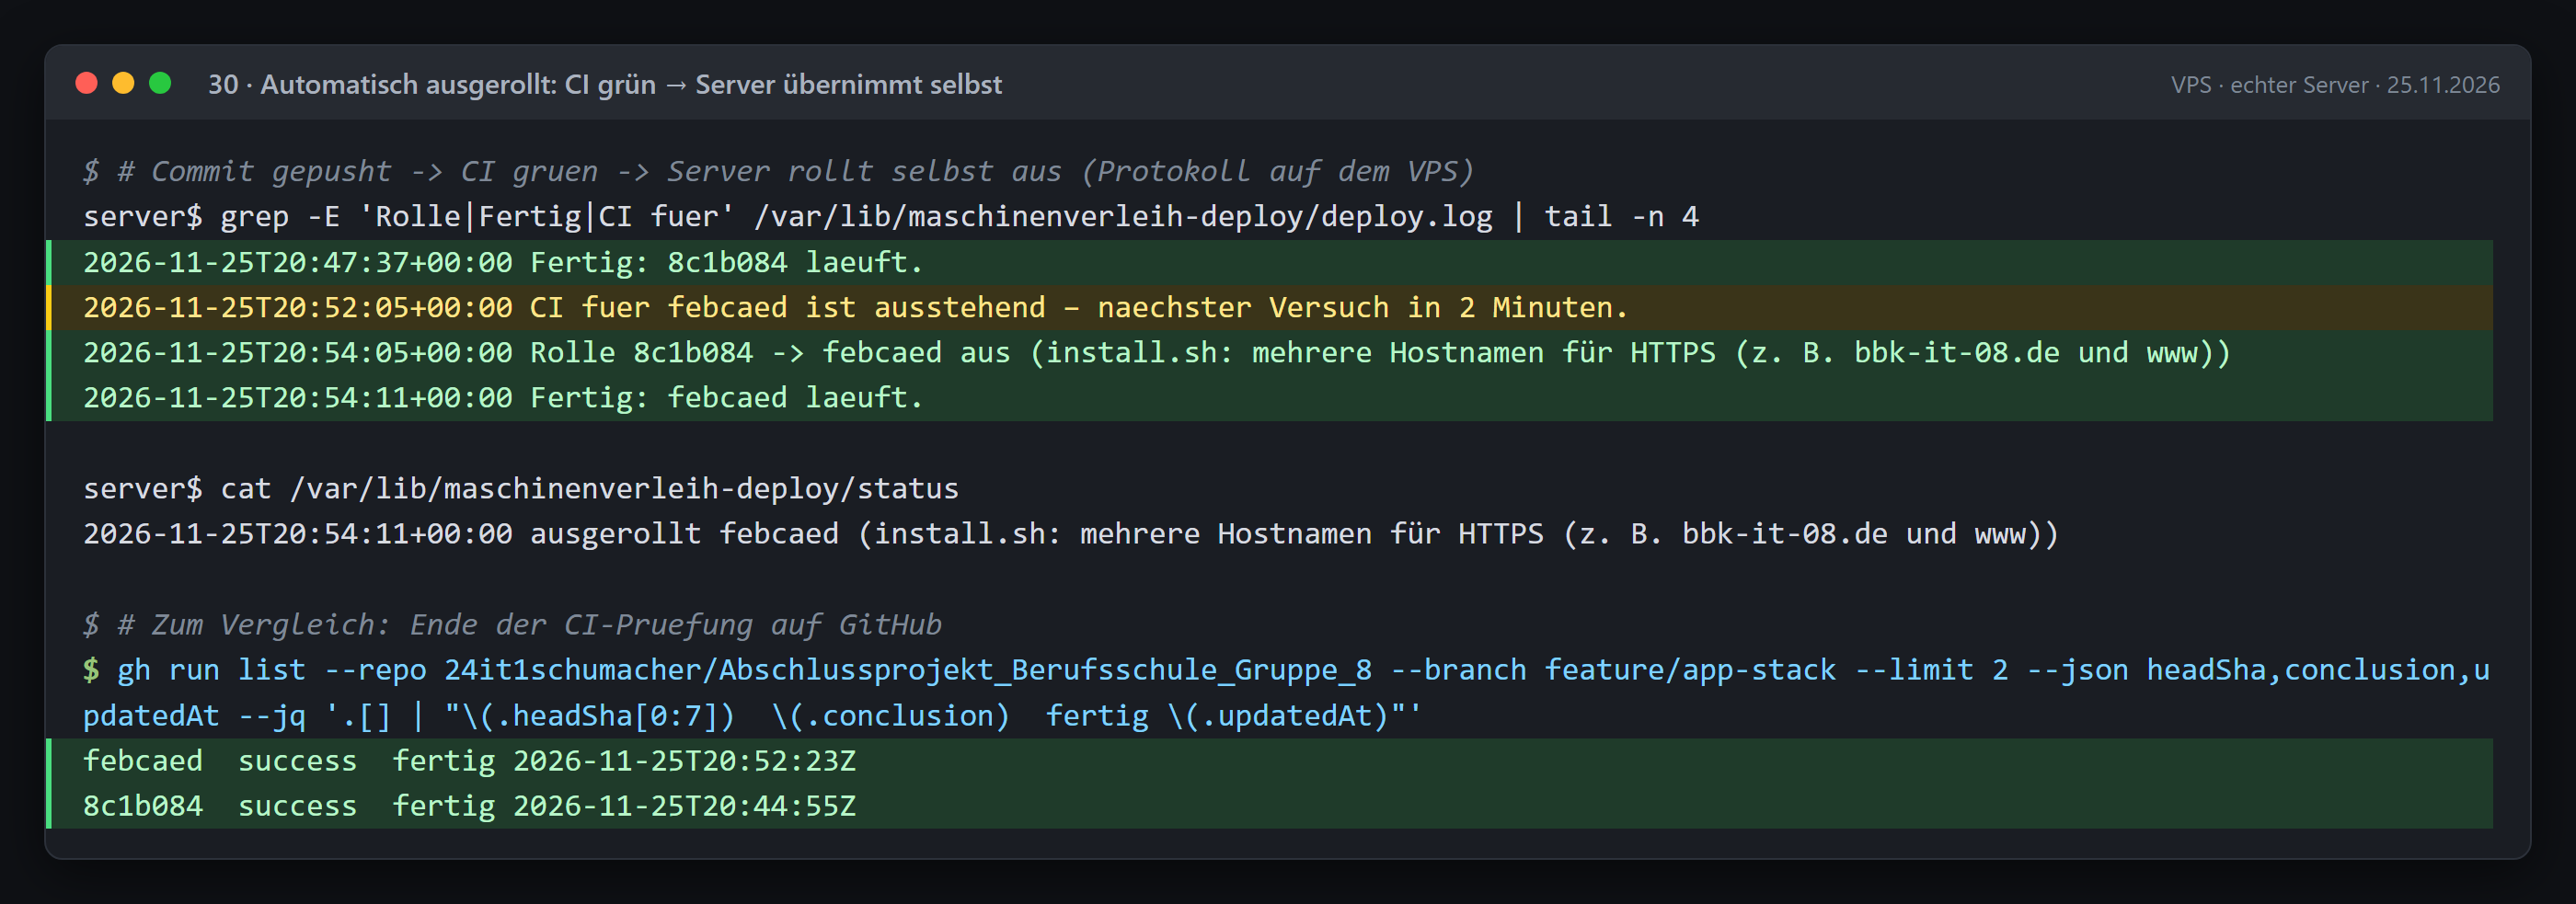 30 · Automatisch ausgerollt: CI grün → Server übernimmt selbst
VPS · echter Server · 25.11.2026
$ # Commit gepusht -> CI gruen -> Server rollt selbst aus (Protokoll auf dem VPS)
server$ grep -E 'Rolle|Fertig|CI fuer' /var/lib/maschinenverleih-deploy/deploy.log | tail -n 4
2026-11-25T20:47:37+00:00 Fertig: 8c1b084 laeuft.
2026-11-25T20:52:05+00:00 CI fuer febcaed ist ausstehend – naechster Versuch in 2 Minuten.
2026-11-25T20:54:05+00:00 Rolle 8c1b084 -> febcaed aus (install.sh: mehrere Hostnamen für HTTPS (z. B. bbk-it-08.de und www))
2026-11-25T20:54:11+00:00 Fertig: febcaed laeuft.
server$ cat /var/lib/maschinenverleih-deploy/status
2026-11-25T20:54:11+00:00 ausgerollt febcaed (install.sh: mehrere Hostnamen für HTTPS (z. B. bbk-it-08.de und www))
$ # Zum Vergleich: Ende der CI-Pruefung auf GitHub
$ gh run list --repo 24it1schumacher/Abschlussprojekt_Berufsschule_Gruppe_8 --branch feature/app-stack --limit 2 --json headSha,conclusion,u
pdatedAt --jq '.[] | "\(.headSha[0:7])  \(.conclusion)  fertig \(.updatedAt)"'
febcaed  success  fertig 2026-11-25T20:52:23Z
8c1b084  success  fertig 2026-11-25T20:44:55Z